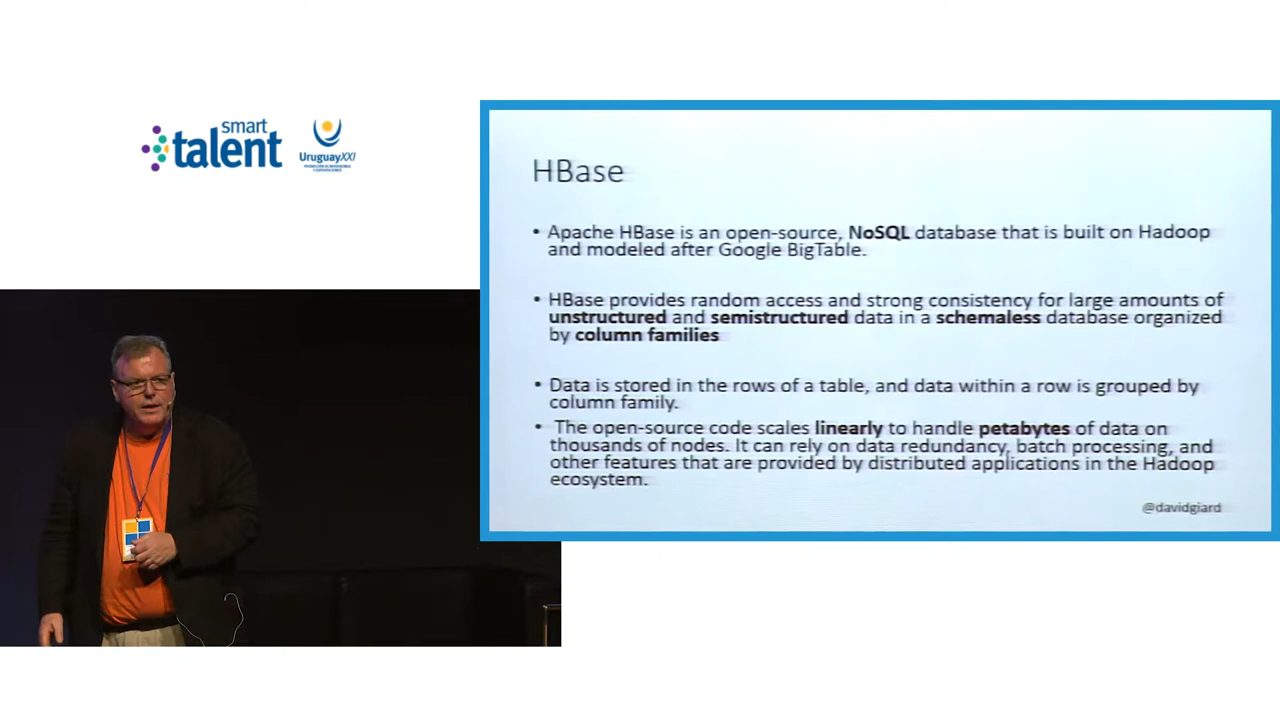 smart
talent
UruguayXXI
HBase
• Apache HBase is an open-source, NoSQL database that is built on Hadoop
and modeled after Google BigTable.
• HBase provides random access and strong consistency for large amounts of
unstructured and semistructured data in a schemaless database organized
by column families
• Data is stored in the rows of a table, and data within a row is grouped by
column family.
• The open-source code scales linearly to handle petabytes of data on
thousands of nodes. It can rely on data redundancy, batch processing, and
other features that are provided by distributed applications in the Hadoop
ecosystem.
@davidgiard